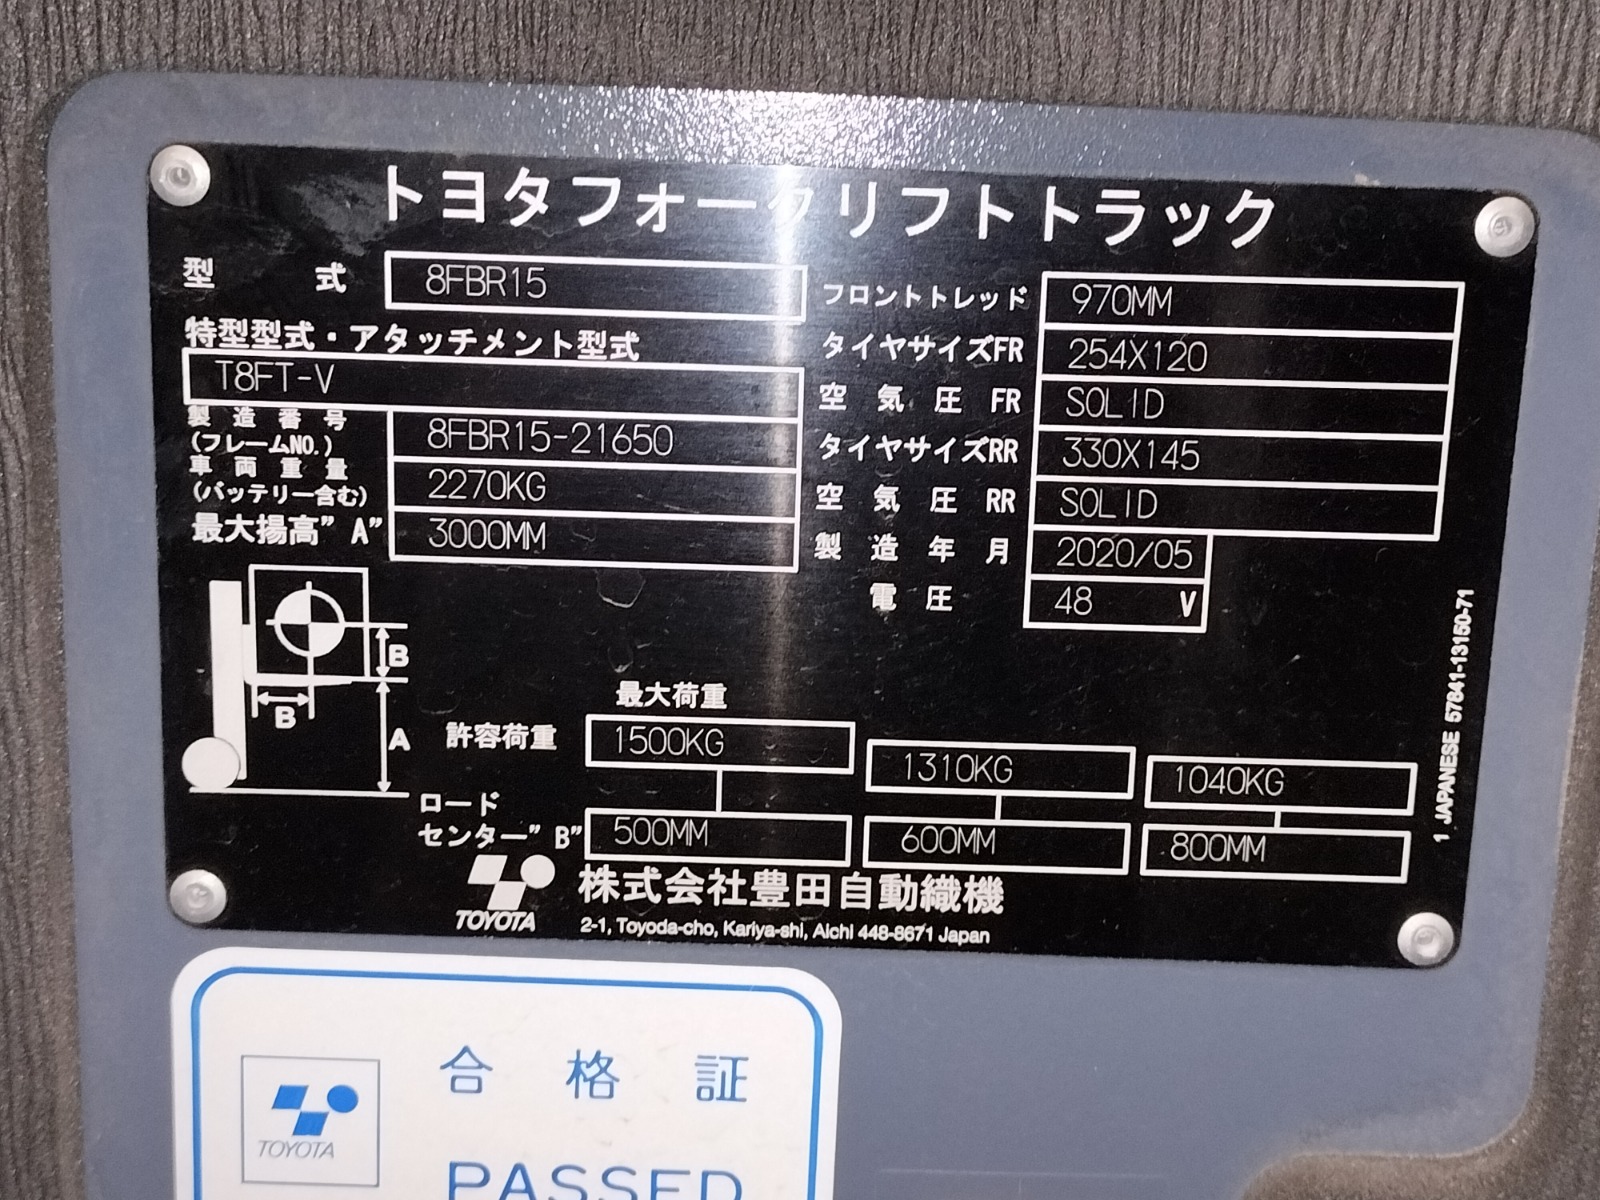 トヨタフォークリフトトラック
型 式 8FBR15
特型型式・アタッチメント型式
T8FT-V
製造番号
(フレームNO.)
8FBR15-21650
車両重量
(バッテリー含む)
2270KG
最大揚高"A" 3000MM
フロントトレッド 970MM
タイヤサイズFR 254X120
空気圧 FR SOLID
タイヤサイズRR 330X145
空気圧 RR SOLID
製造年月 2020/05
電圧 48 V
B
B
A
最大荷重
許容荷重 1500KG 1310KG 1040KG
ロード
センター"B" 500MM 600MM 800MM
TOYOTA
株式会社豊田自動織機
2-1, Toyoda-cho, Kariya-shi, Aichi 448-8671 Japan
1 JAPANESE 57841-13150-71
合格証
TOYOTA
PASSED